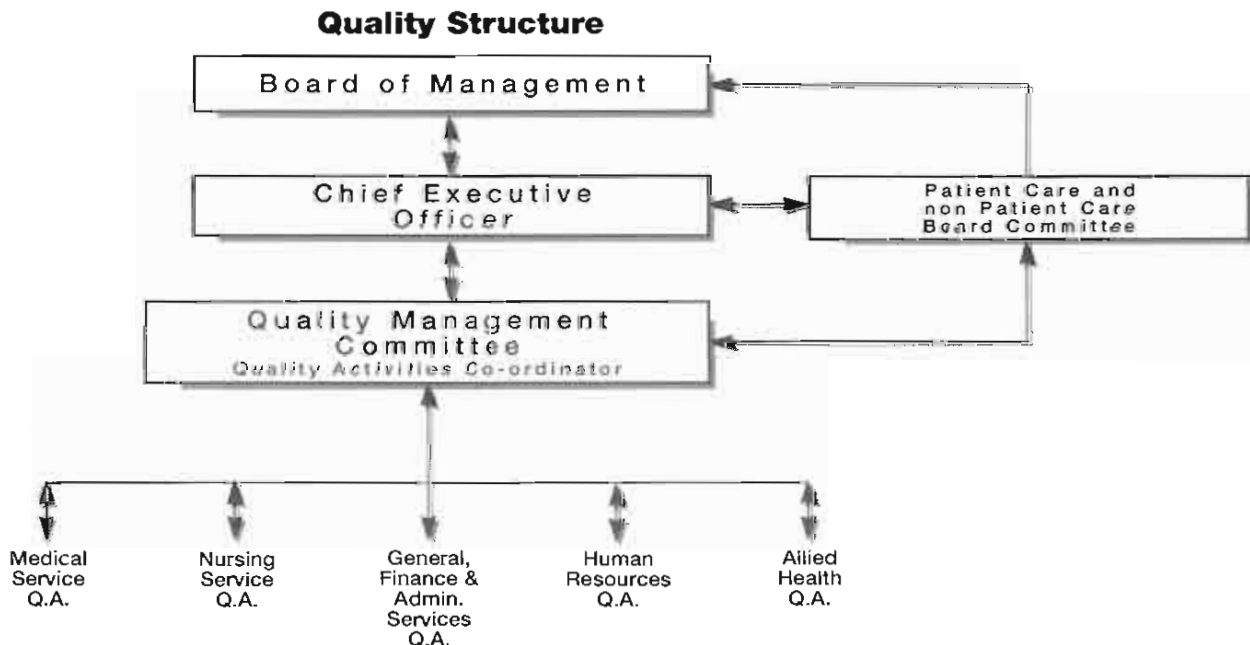 Quality Structure
Board of Management
Chief Executive
Officer
Patient Care and
non Patient Care
Board Committee
Quality Management
Committee
Quality Activities Co-ordinator
Medical
Service
Q.A.
Nursing
Service
Q.A.
General,
Finance &
Admin.
Services
Q.A.
Human
Resources
Q.A.
Allied
Health
Q.A.